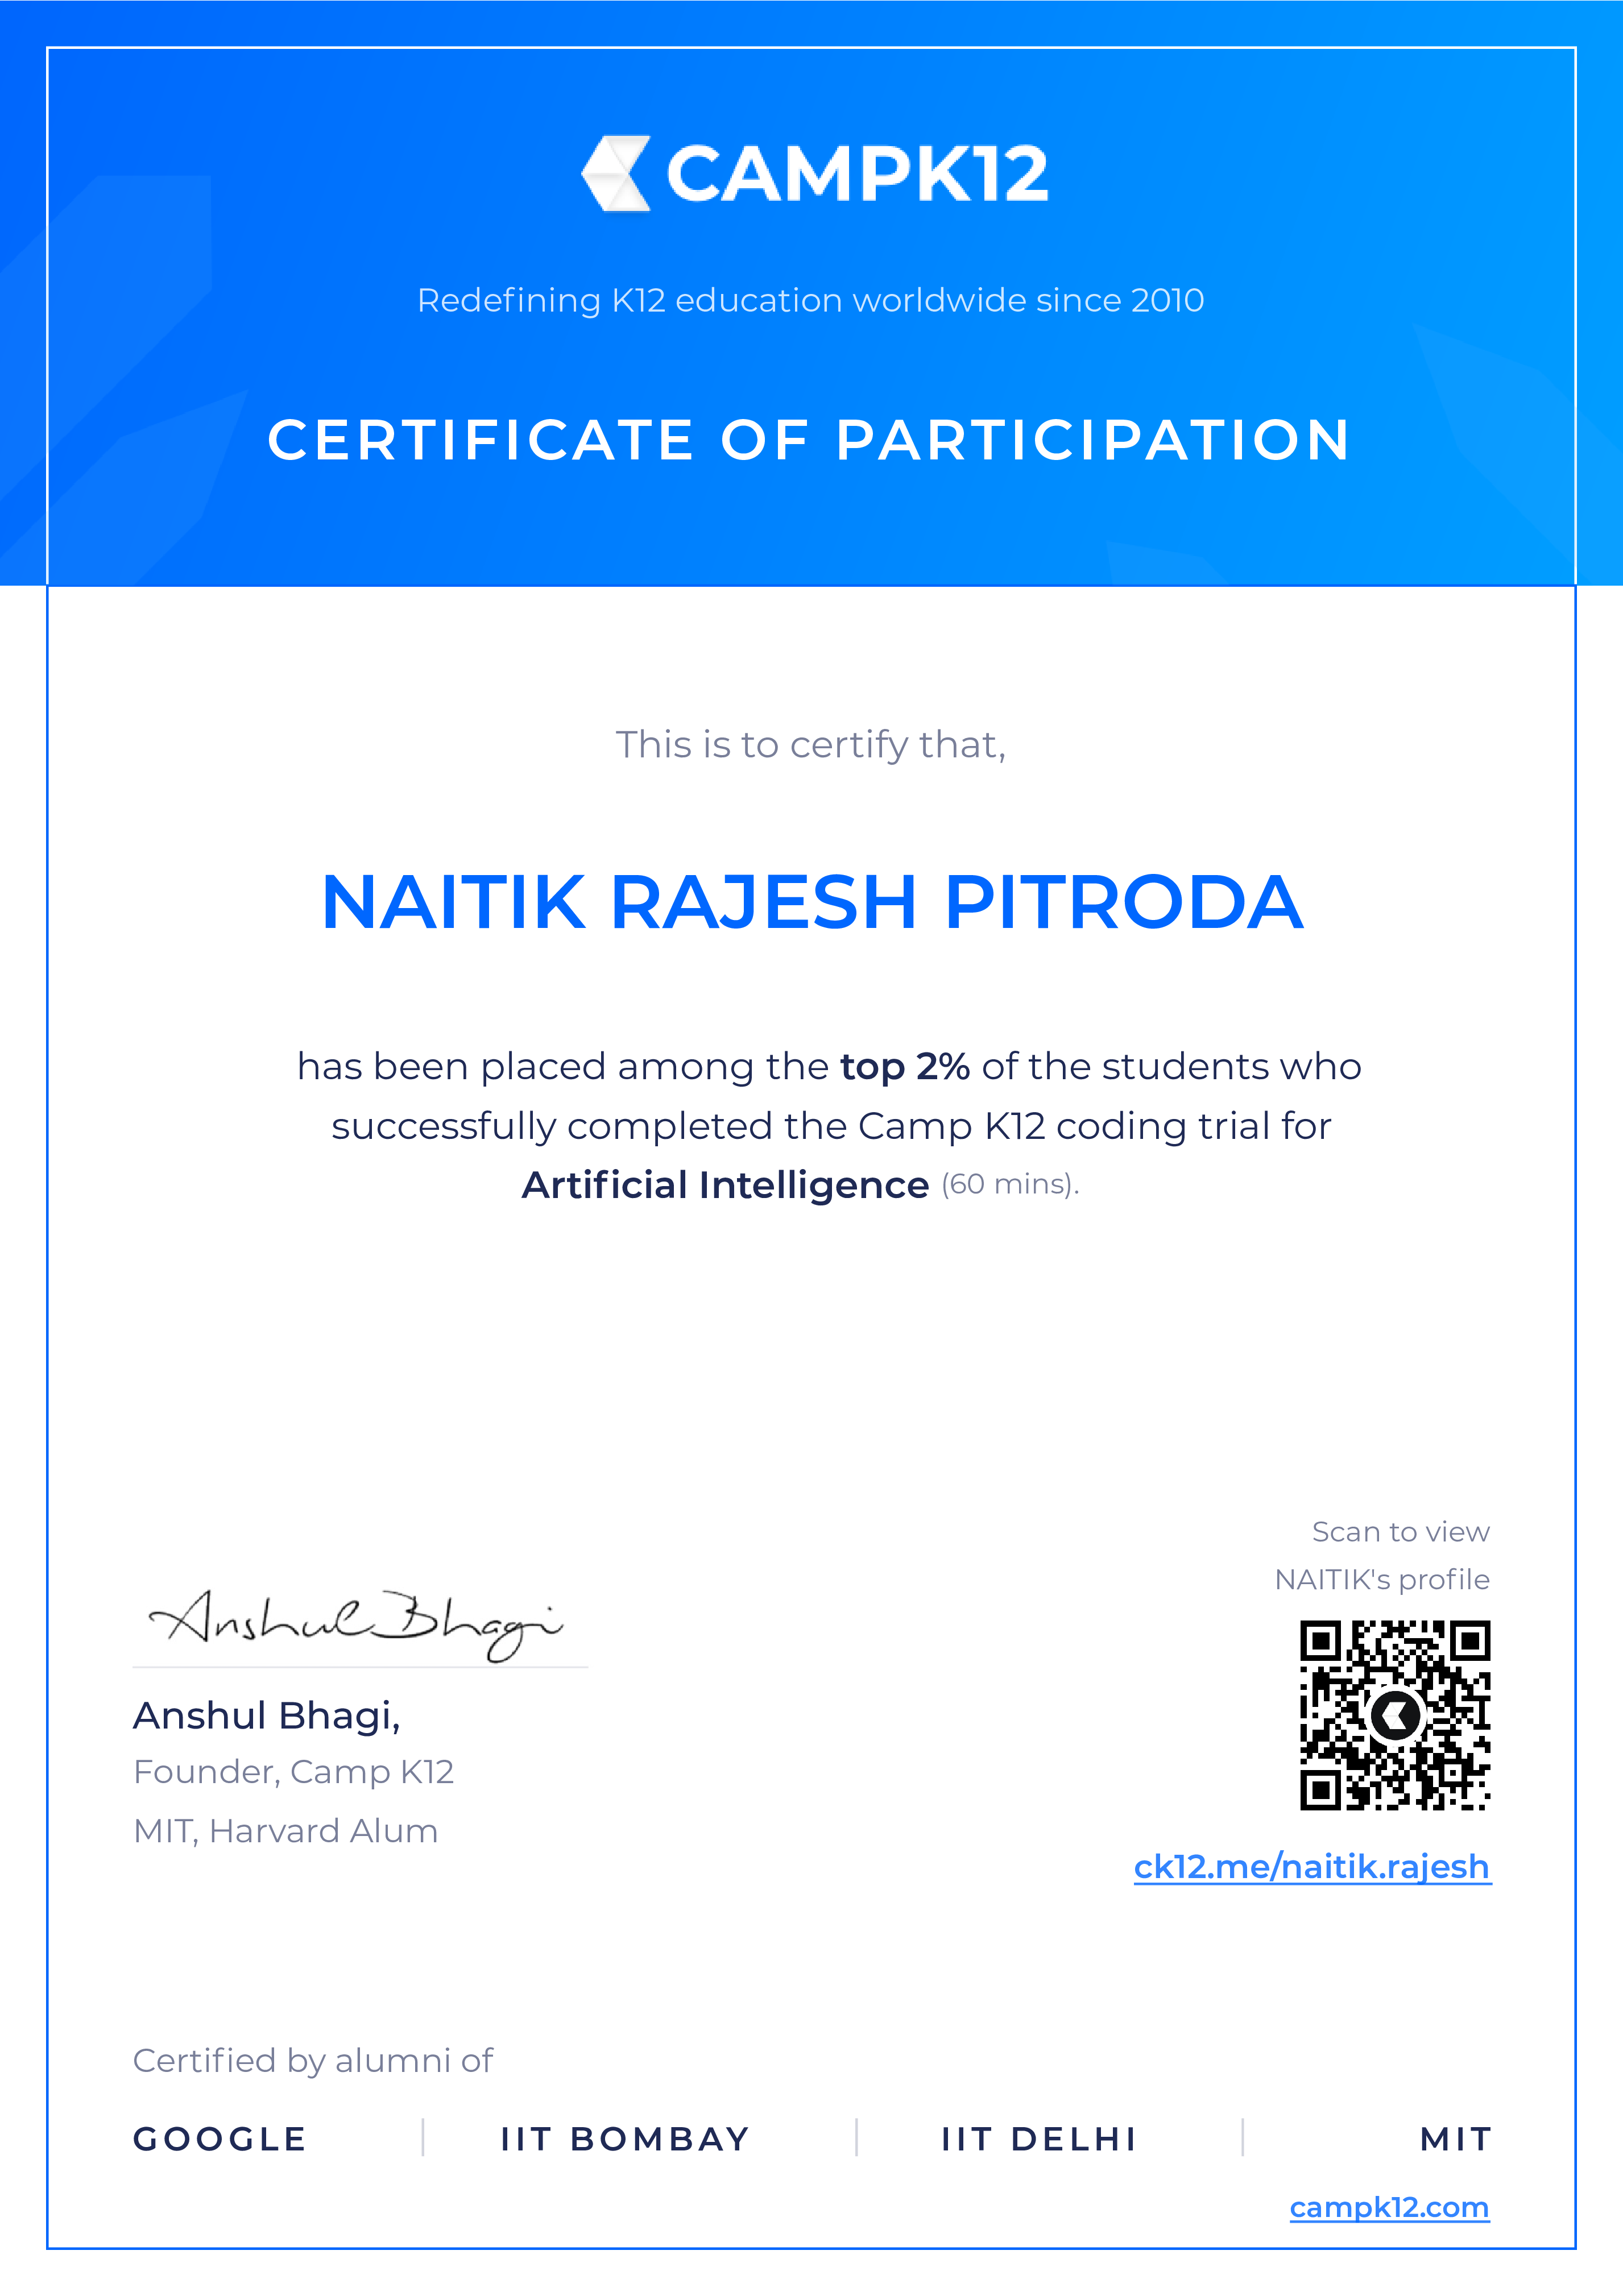 CAMPK12
Redefining K12 education worldwide since 2010
CERTIFICATE OF PARTICIPATION
This is to certify that,
NAITIK RAJESH PITRODA
has been placed among the top 2% of the students who
successfully completed the Camp K12 coding trial for
Artificial Intelligence (60 mins).
Anshul Bhagi
Anshul Bhagi,
Founder, Camp K12
MIT, Harvard Alum
Scan to view
NAITIK's profile
ck12.me/naitik.rajesh
Certified by alumni of
GOOGLE | IIT BOMBAY | IIT DELHI | MIT
campk12.com